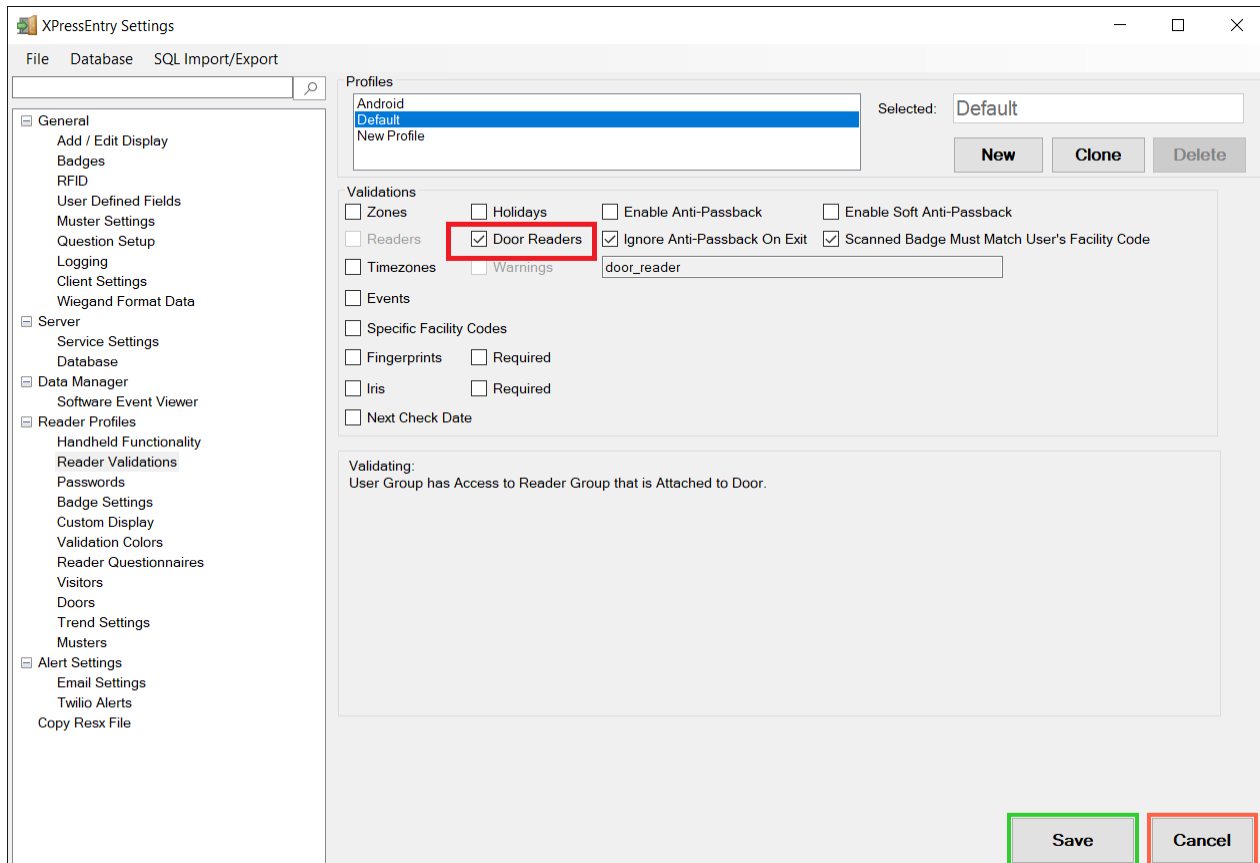 XPressEntry Settings
File Database SQL Import/Export
General
Add / Edit Display
Badges
RFID
User Defined Fields
Muster Settings
Question Setup
Logging
Client Settings
Wiegand Format Data
Server
Service Settings
Database
Data Manager
Software Event Viewer
Reader Profiles
Handheld Functionality
Reader Validations
Passwords
Badge Settings
Custom Display
Validation Colors
Reader Questionnaires
Visitors
Doors
Trend Settings
Musters
Alert Settings
Email Settings
Twilio Alerts
Copy Resx File
Profiles
Android
Default
New Profile
Selected: Default
New Clone Delete
Validations
Zones Holidays Enable Anti-Passback Enable Soft Anti-Passback
Readers Door Readers Ignore Anti-Passback On Exit Scanned Badge Must Match User's Facility Code
Timezones Warnings door_reader
Events
Specific Facility Codes
Fingerprints Required
Iris Required
Next Check Date
Validating:
User Group has Access to Reader Group that is Attached to Door.
Save Cancel